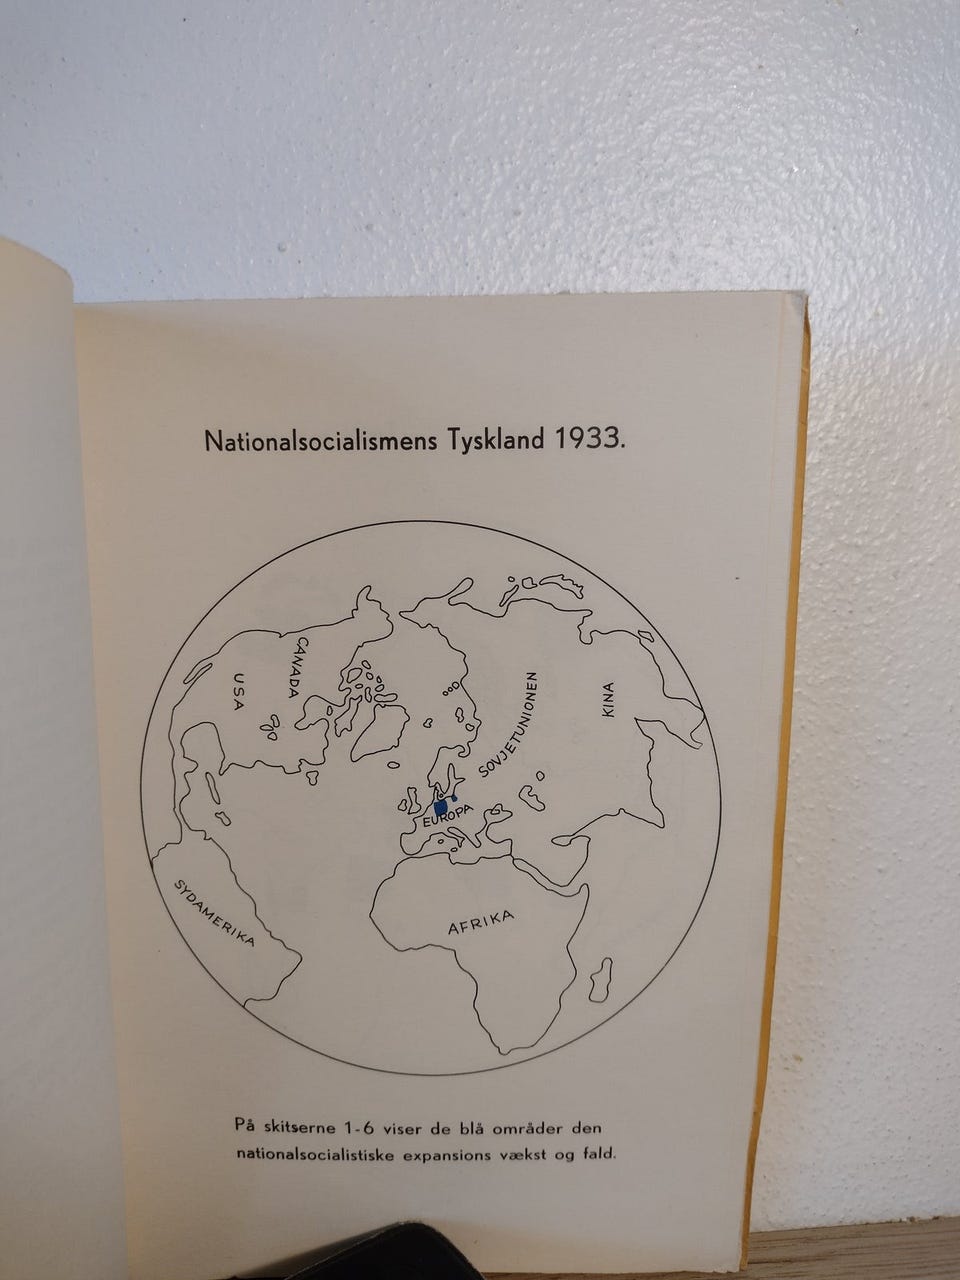 Nationalsocialismens Tyskland 1933.
CANADA
USA
SOVJETUNIONEN
KINA
EUROPA
SYDAMERIKA
AFRIKA
På skitserne 1-6 viser de blå områder den
nationalsocialistiske expansions vækst og fald.